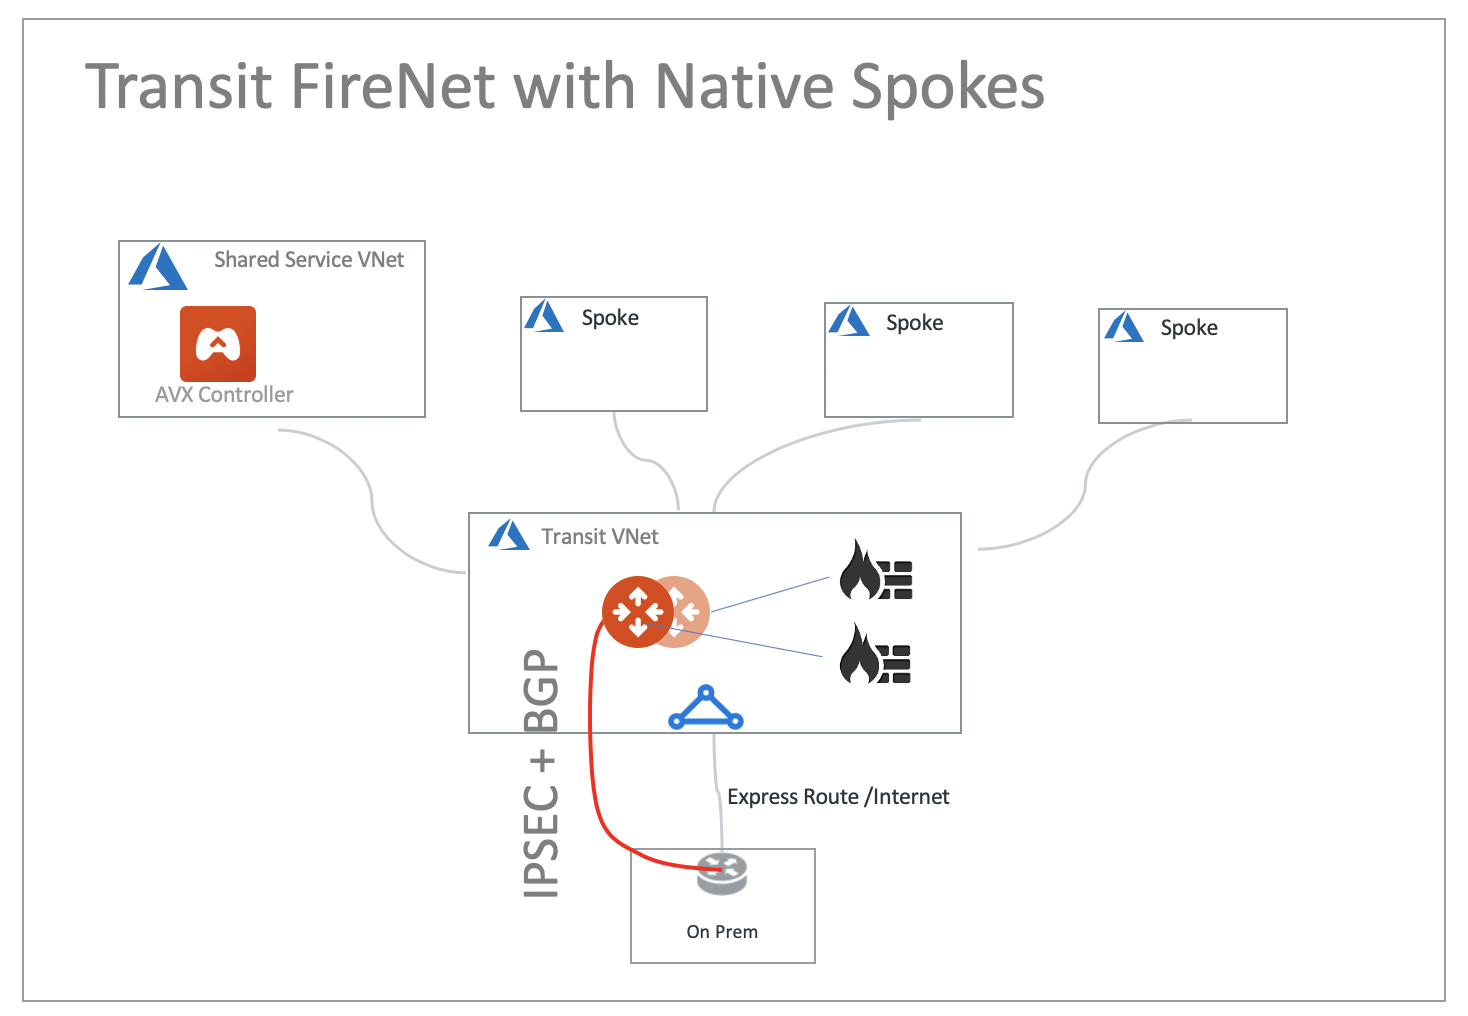 Transit FireNet with Native Spokes
Shared Service VNet
AVX Controller
Spoke
Spoke
Spoke
Transit VNet
IPSEC + BGP
Express Route /Internet
On Prem